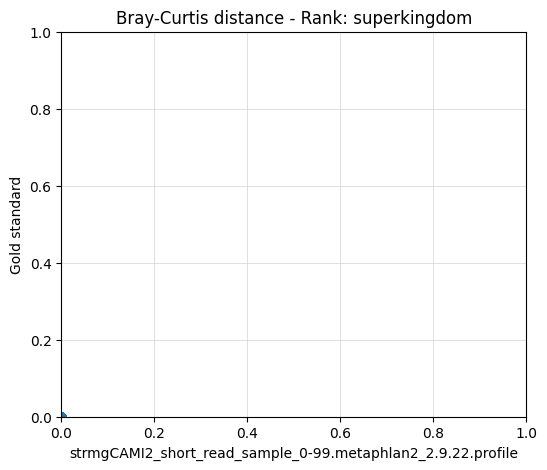 Bray-Curtis distance - Rank: superkingdom
1.0
0.8
0.6
0.4
0.2
0.0
Gold standard
0.0 0.2 0.4 0.6 0.8 1.0
strmgCAMI2_short_read_sample_0-99.metaphlan2_2.9.22.profile